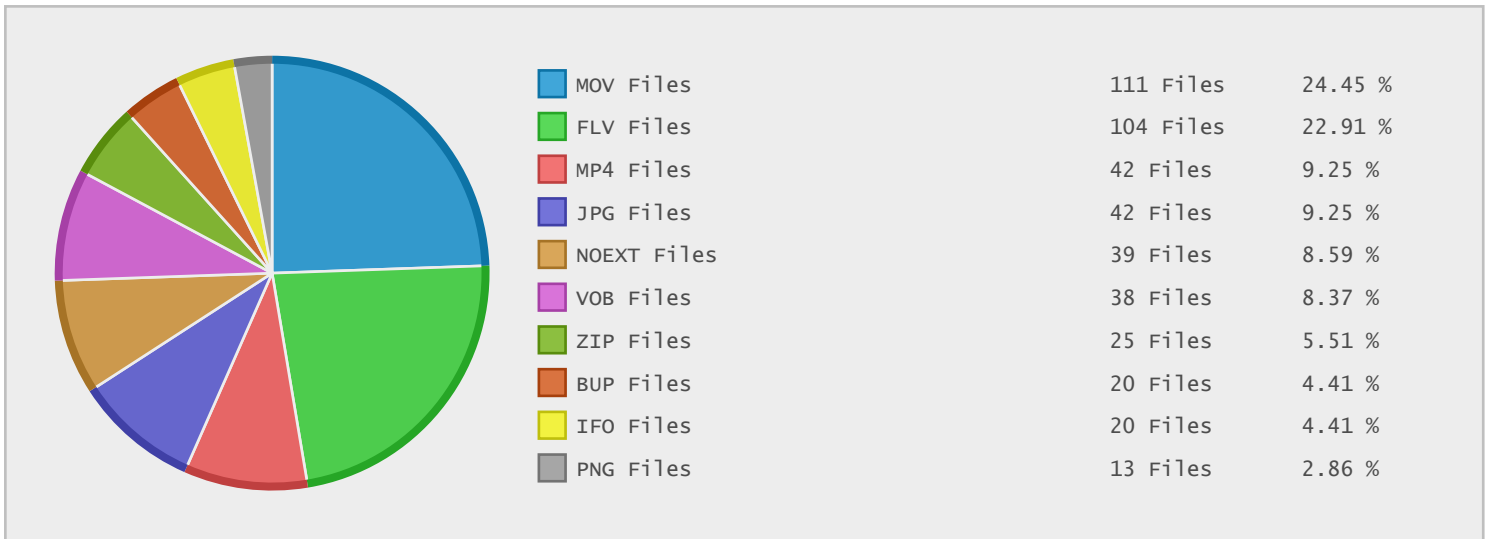 MOV Files 111 Files 24.45 %
FLV Files 104 Files 22.91 %
MP4 Files 42 Files 9.25 %
JPG Files 42 Files 9.25 %
NOEXT Files 39 Files 8.59 %
VOB Files 38 Files 8.37 %
ZIP Files 25 Files 5.51 %
BUP Files 20 Files 4.41 %
IFO Files 20 Files 4.41 %
PNG Files 13 Files 2.86 %